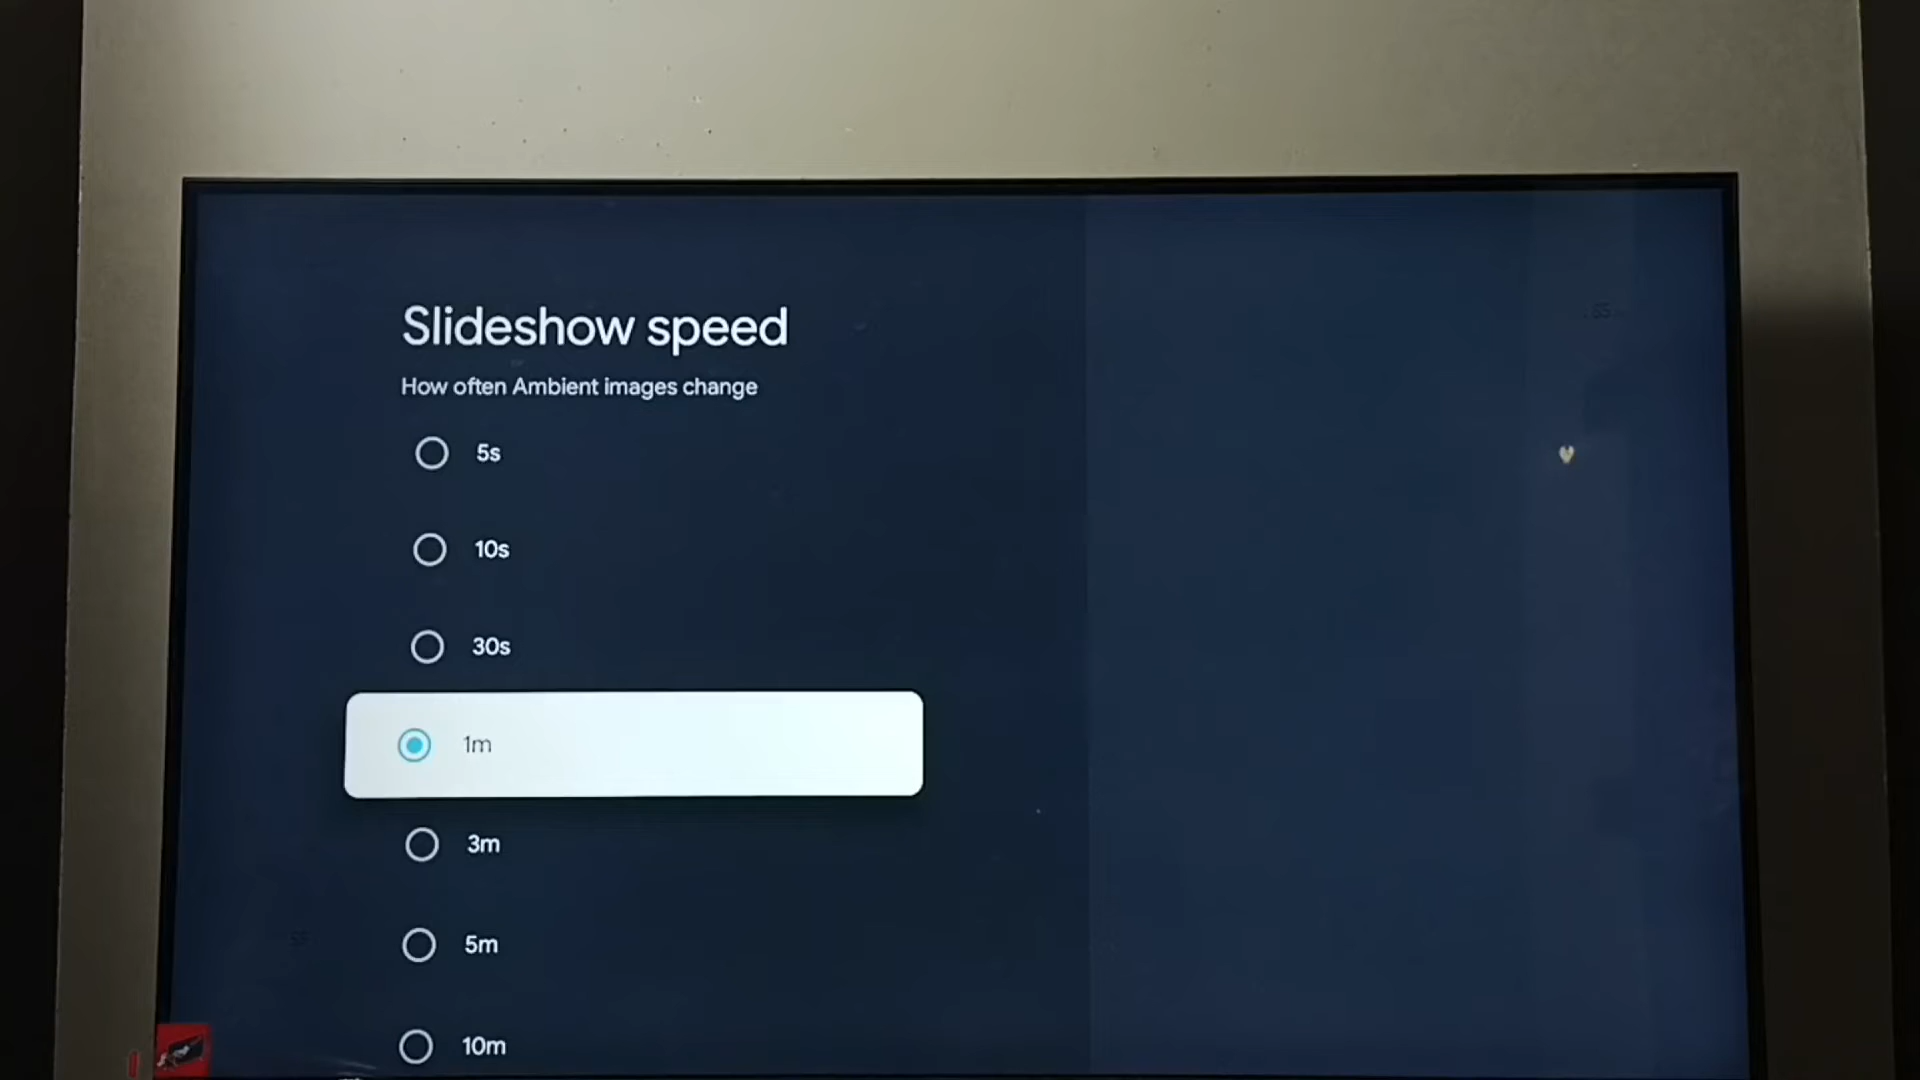 Slideshow speed
How often Ambient images change
5s
10s
30s
1m
3m
5m
10m